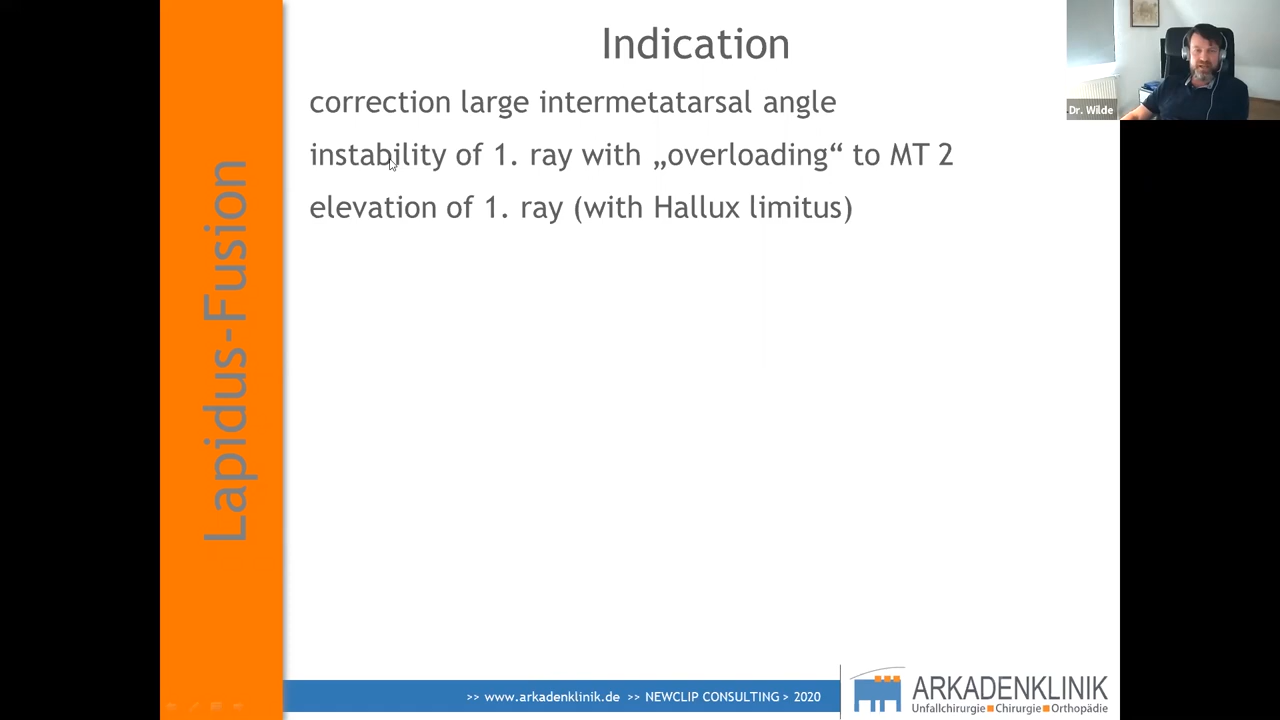 Indication
correction large intermetatarsal angle
instability of 1. ray with „overloading“ to MT 2
elevation of 1. ray (with Hallux limitus)
Lapidus-Fusion
Dr. Wilde
>> www.arkadenklinik.de >> NEWCLIP CONSULTING > 2020
ARKADENKLINIK
Unfallchirurgie ■ Chirurgie ■ Orthopädie